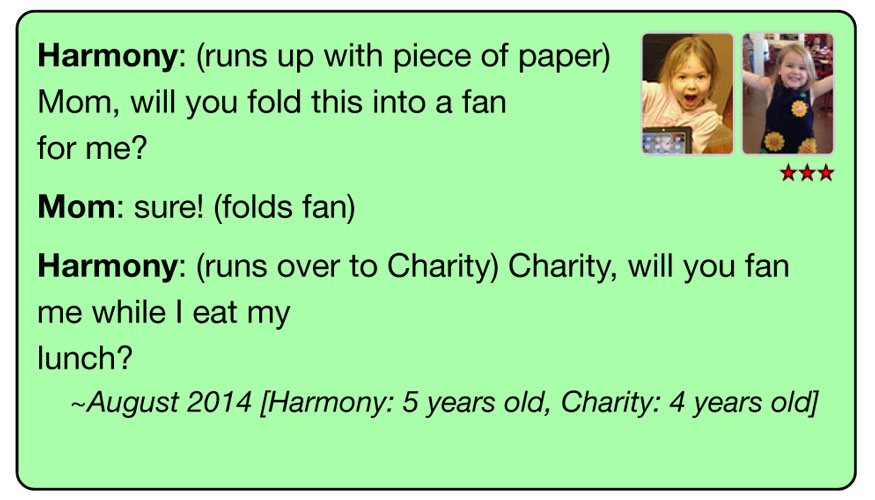 Harmony: (runs up with piece of paper)
Mom, will you fold this into a fan
for me?
Mom: sure! (folds fan)
Harmony: (runs over to Charity) Charity, will you fan
me while I eat my
lunch?
~August 2014 [Harmony: 5 years old, Charity: 4 years old]